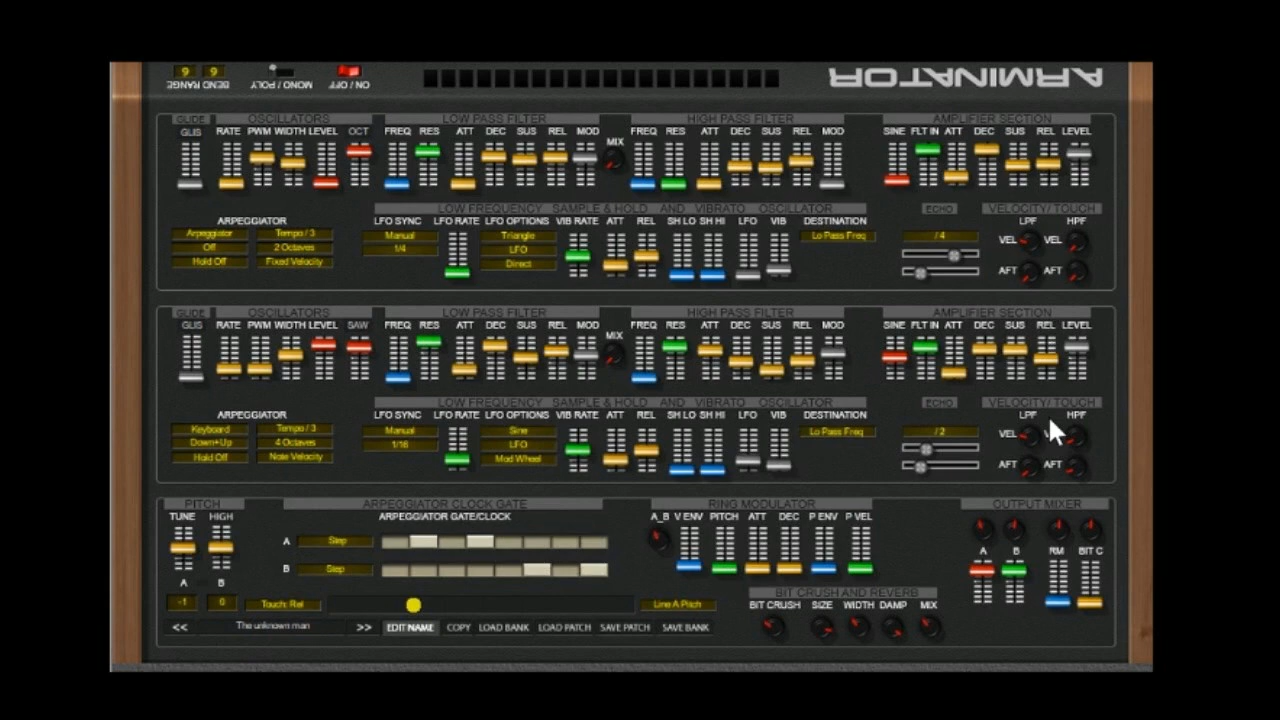 BEND RANGE MONO / POLY ON / OFF ARMINATOR
9 9
GLIDE OSCILLATORS LOW PASS FILTER HIGH PASS FILTER AMPLIFIER SECTION
GLIS RATE PWM WIDTH LEVEL OCT FREQ RES ATT DEC SUS REL MOD MIX FREQ RES ATT DEC SUS REL MOD SINE FLT IN ATT DEC SUS REL LEVEL
LOW FREQUENCY SAMPLE & HOLD AND VIBRATO OSCILLATOR ECHO VELOCITY/ TOUCH
ARPEGGIATOR LFO SYNC LFO RATE LFO OPTIONS VIB RATE ATT REL SH LO SH HI LFO VIB DESTINATION LPF HPF
Arpeggiator Tempo / 3 Manual Triangle Lo Pass Freq / 4 VEL VEL
Off 2 Octaves 1/4 LFO
Hold Off Fixed Velocity Direct AFT AFT
GLIDE OSCILLATORS LOW PASS FILTER HIGH PASS FILTER AMPLIFIER SECTION
GLIS RATE PWM WIDTH LEVEL SAW FREQ RES ATT DEC SUS REL MOD MIX FREQ RES ATT DEC SUS REL MOD SINE FLT IN ATT DEC SUS REL LEVEL
LOW FREQUENCY SAMPLE & HOLD AND VIBRATO OSCILLATOR ECHO VELOCITY/ TOUCH
ARPEGGIATOR LFO SYNC LFO RATE LFO OPTIONS VIB RATE ATT REL SH LO SH HI LFO VIB DESTINATION LPF HPF
Keyboard Tempo / 3 Manual Sine Lo Pass Freq / 2 VEL
Down+Up 4 Octaves 1/16 LFO
Hold Off Note Velocity Mod Wheel AFT AFT
PITCH ARPEGGIATOR CLOCK GATE RING MODULATOR OUTPUT MIXER
TUNE HIGH ARPEGGIATOR GATE/CLOCK A_B V ENV PITCH ATT DEC P ENV P VEL
A Step A B RM BIT C
B Step
A B
BIT CRUSH AND REVERB
-1 0 Touch: Rel Line A Pitch BIT CRUSH SIZE WIDTH DAMP MIX
<< The unknown man >> EDIT NAME COPY LOAD BANK LOAD PATCH SAVE PATCH SAVE BANK